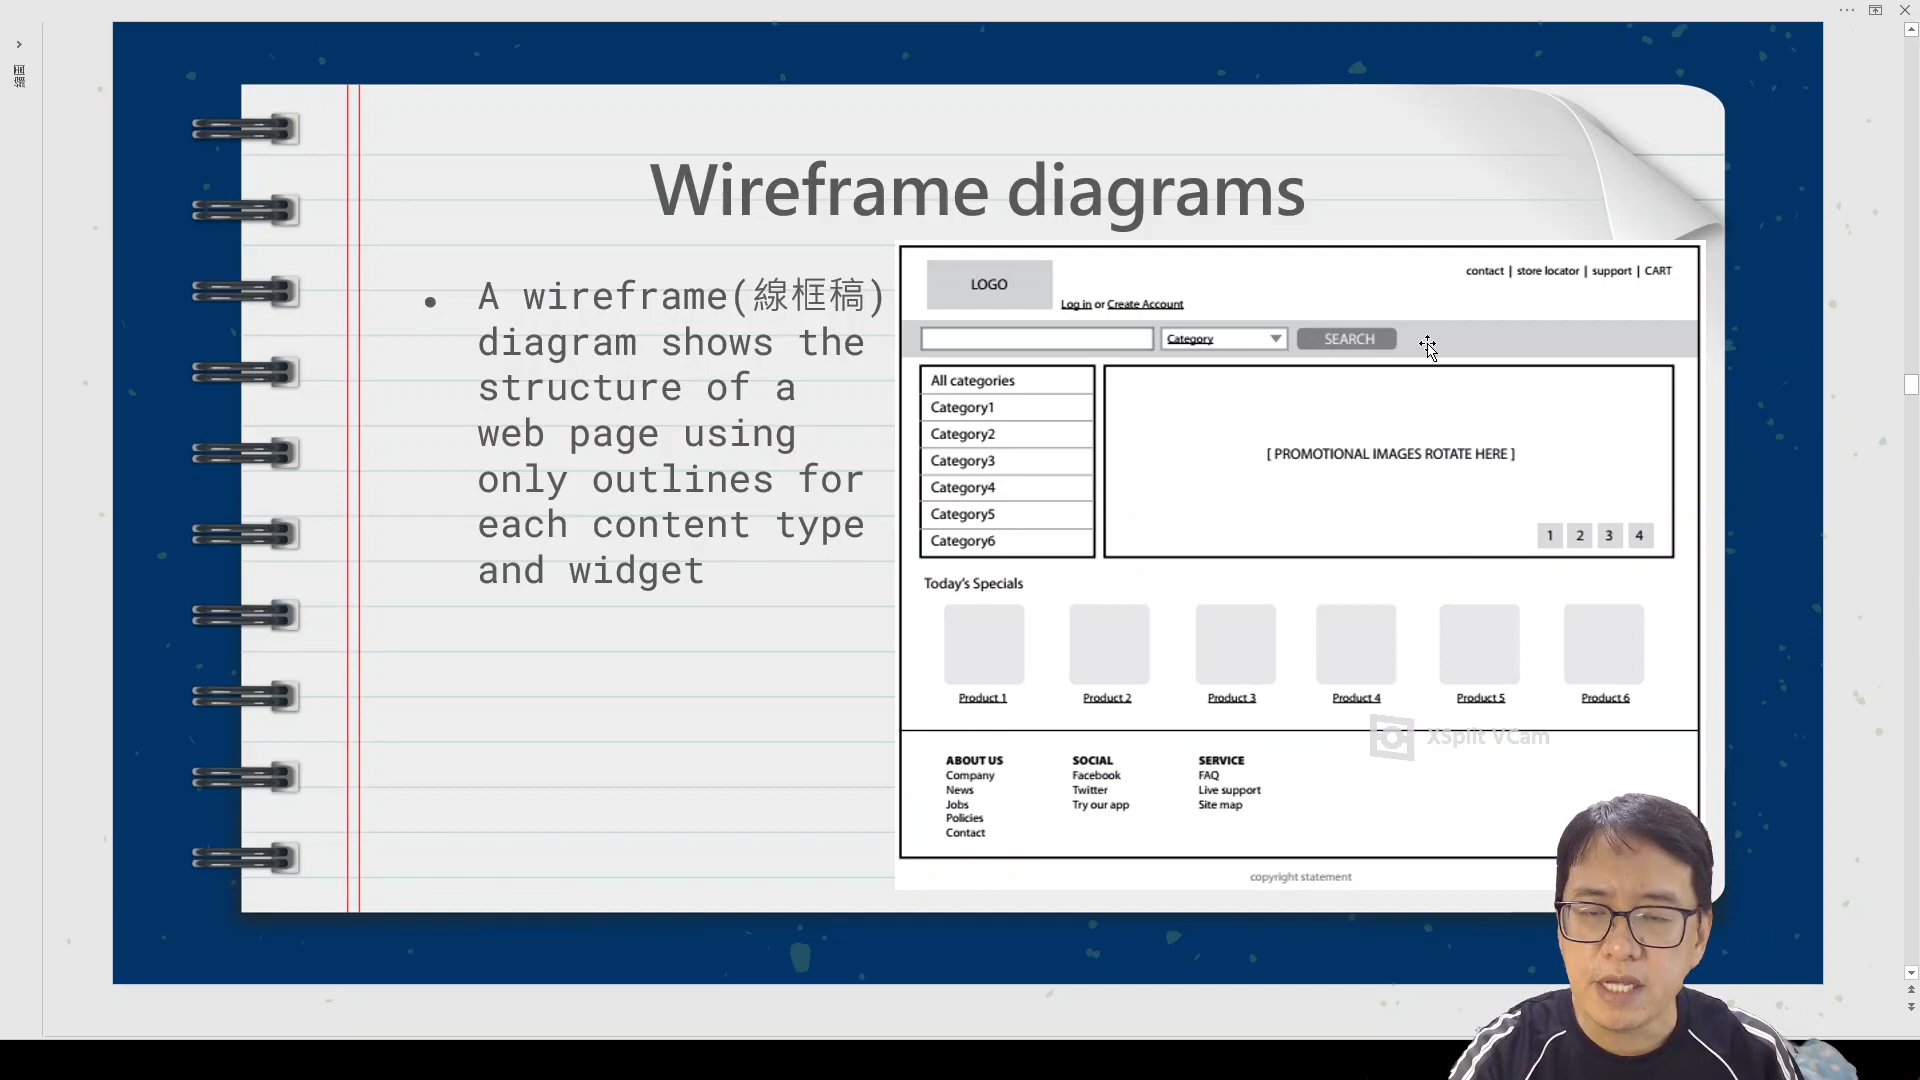 Wireframe diagrams
• A wireframe(線框稿)
diagram shows the
structure of a
web page using
only outlines for
each content type
and widget
LOGO
contact | store locator | support | CART
Log in or Create Account
Category
SEARCH
All categories
Category1
Category2
Category3
Category4
Category5
Category6
[ PROMOTIONAL IMAGES ROTATE HERE ]
1 2 3 4
Today's Specials
Product 1
Product 2
Product 3
Product 4
Product 5
Product 6
XSplit VCam
ABOUT US
Company
News
Jobs
Policies
Contact
SOCIAL
Facebook
Twitter
Try our app
SERVICE
FAQ
Live support
Site map
copyright statement